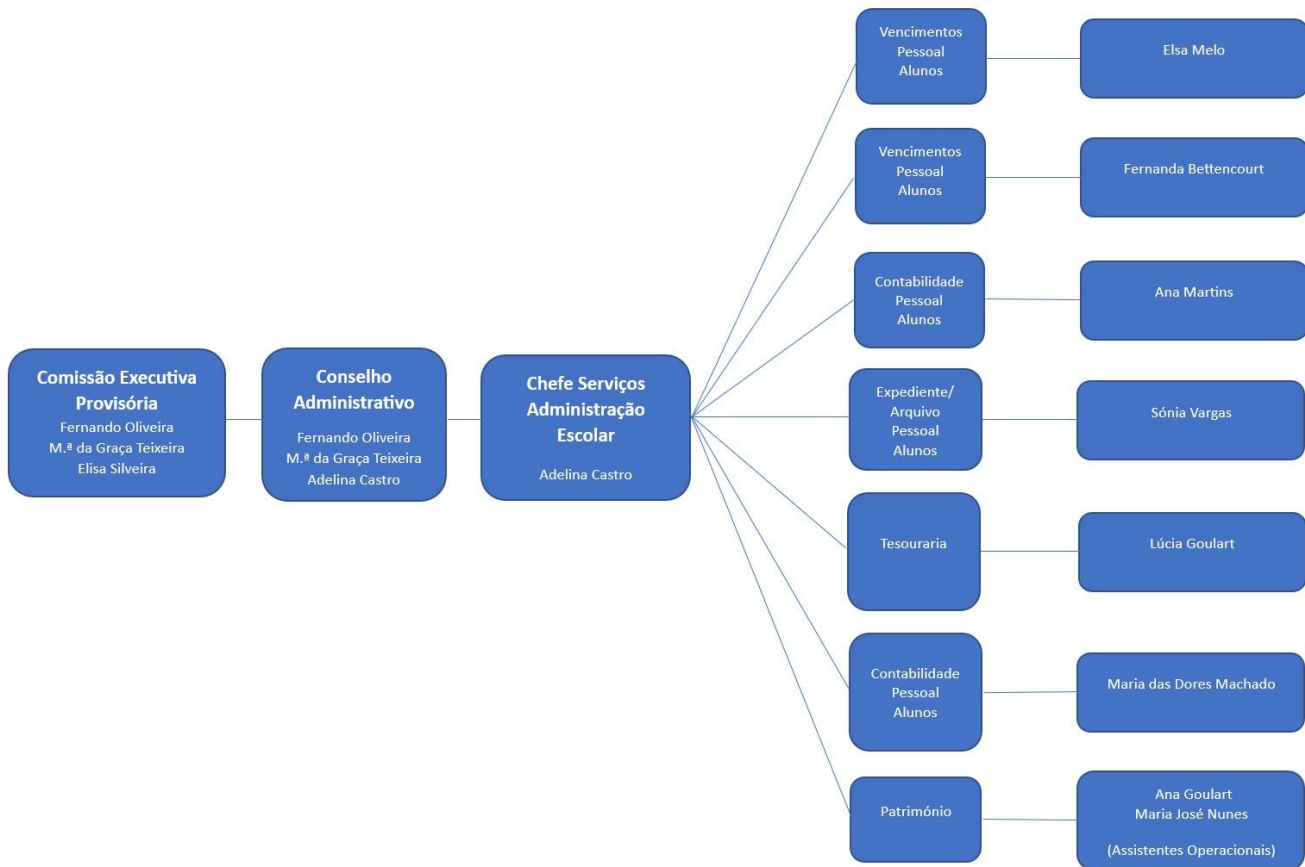 Comissão Executiva
Provisória
Fernando Oliveira
M.ª da Graça Teixeira
Elisa Silveira
Conselho
Administrativo
Fernando Oliveira
M.ª da Graça Teixeira
Adelina Castro
Chefe Serviços
Administração
Escolar
Adelina Castro
Vencimentos
Pessoal
Alunos
Elsa Melo
Vencimentos
Pessoal
Alunos
Fernanda Bettencourt
Contabilidade
Pessoal
Alunos
Ana Martins
Expediente/
Arquivo
Pessoal
Alunos
Sónia Vargas
Tesouraria
Lúcia Goulart
Contabilidade
Pessoal
Alunos
Maria das Dores Machado
Património
Ana Goulart
Maria José Nunes
(Assistentes Operacionais)